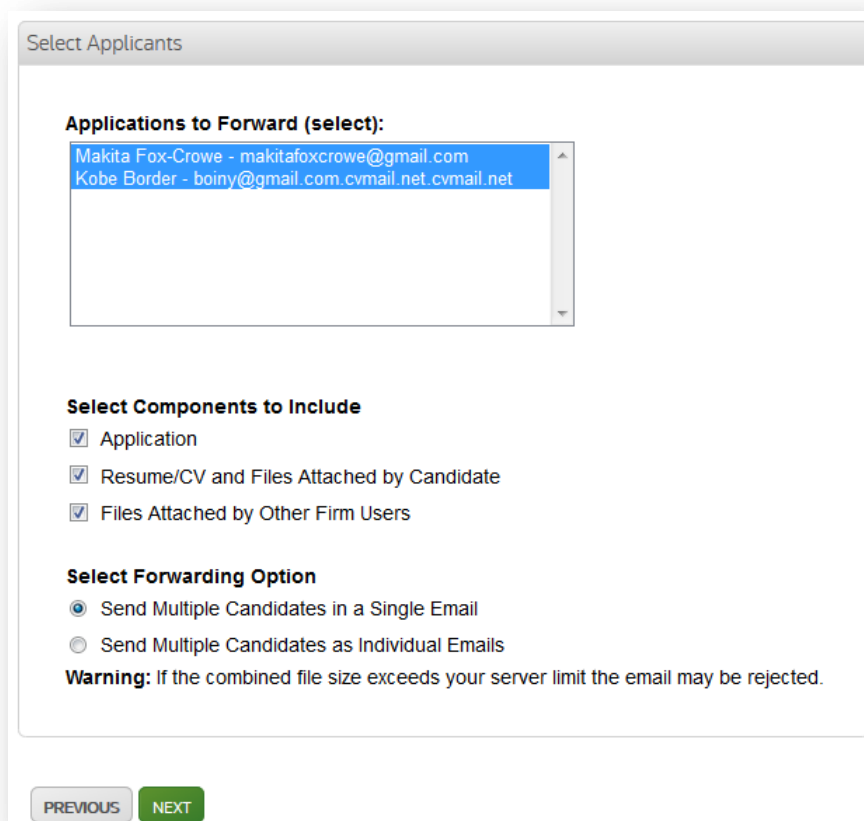 Select Applicants
Applications to Forward (select):
Makita Fox-Crowe - makitafoxcrowe@gmail.com
Kobe Border - boiny@gmail.com.cvmail.net.cvmail.net
Select Components to Include
Application
Resume/CV and Files Attached by Candidate
Files Attached by Other Firm Users
Select Forwarding Option
Send Multiple Candidates in a Single Email
Send Multiple Candidates as Individual Emails
Warning: If the combined file size exceeds your server limit the email may be rejected.
PREVIOUS NEXT